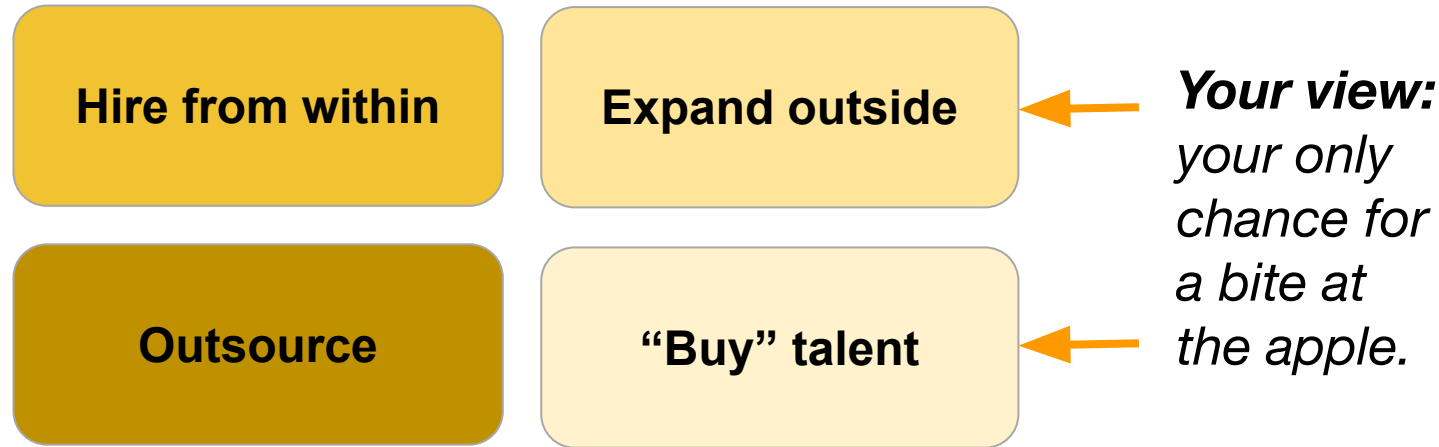 Hire from within
Expand outside
Outsource
“Buy” talent
Your view:
your only
chance for
a bite at
the apple.